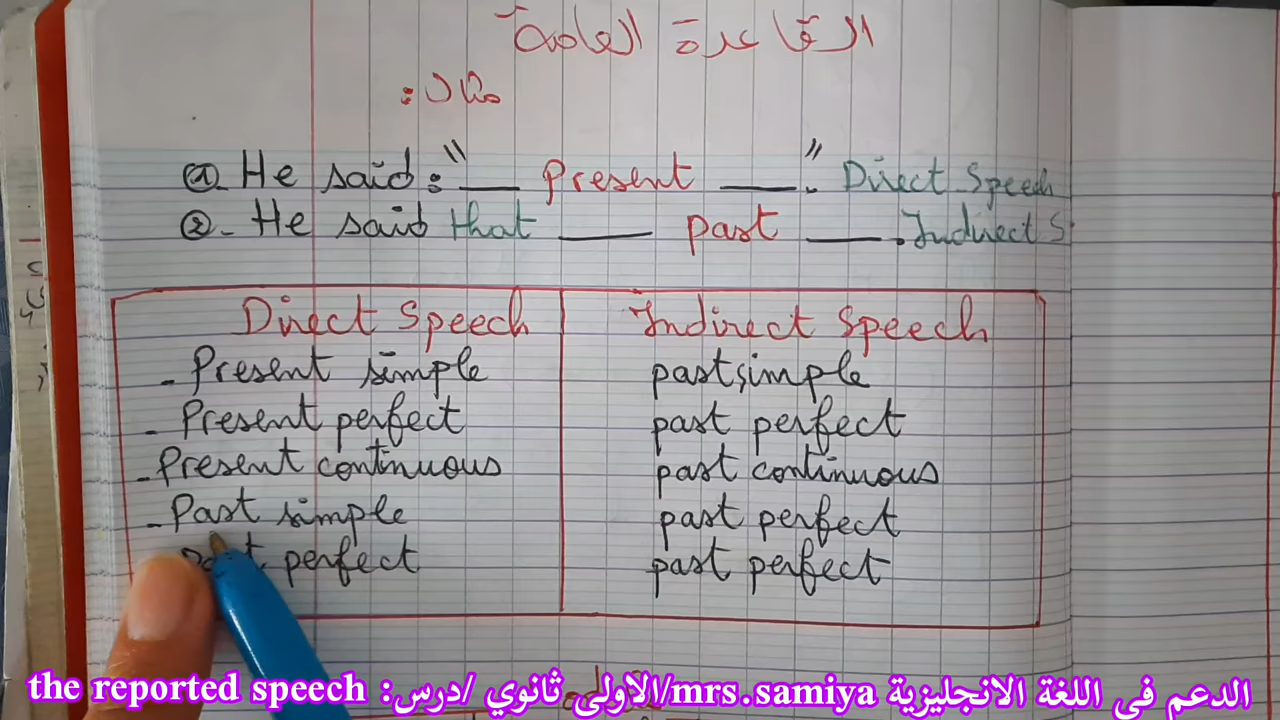 القاعدة العامة
مثال:
① He said: "___ Present ___". Direct Speech
②- He said that ___ past ___. Indirect S
Direct Speech
Indirect Speech
- Present simple
past simple
- Present perfect
past perfect
- Present continuous
past continuous
- Past simple
past perfect
past perfect
past perfect
الدعم في اللغة الانجليزية mrs.samiya/الاولى ثانوي /درس: the reported speech